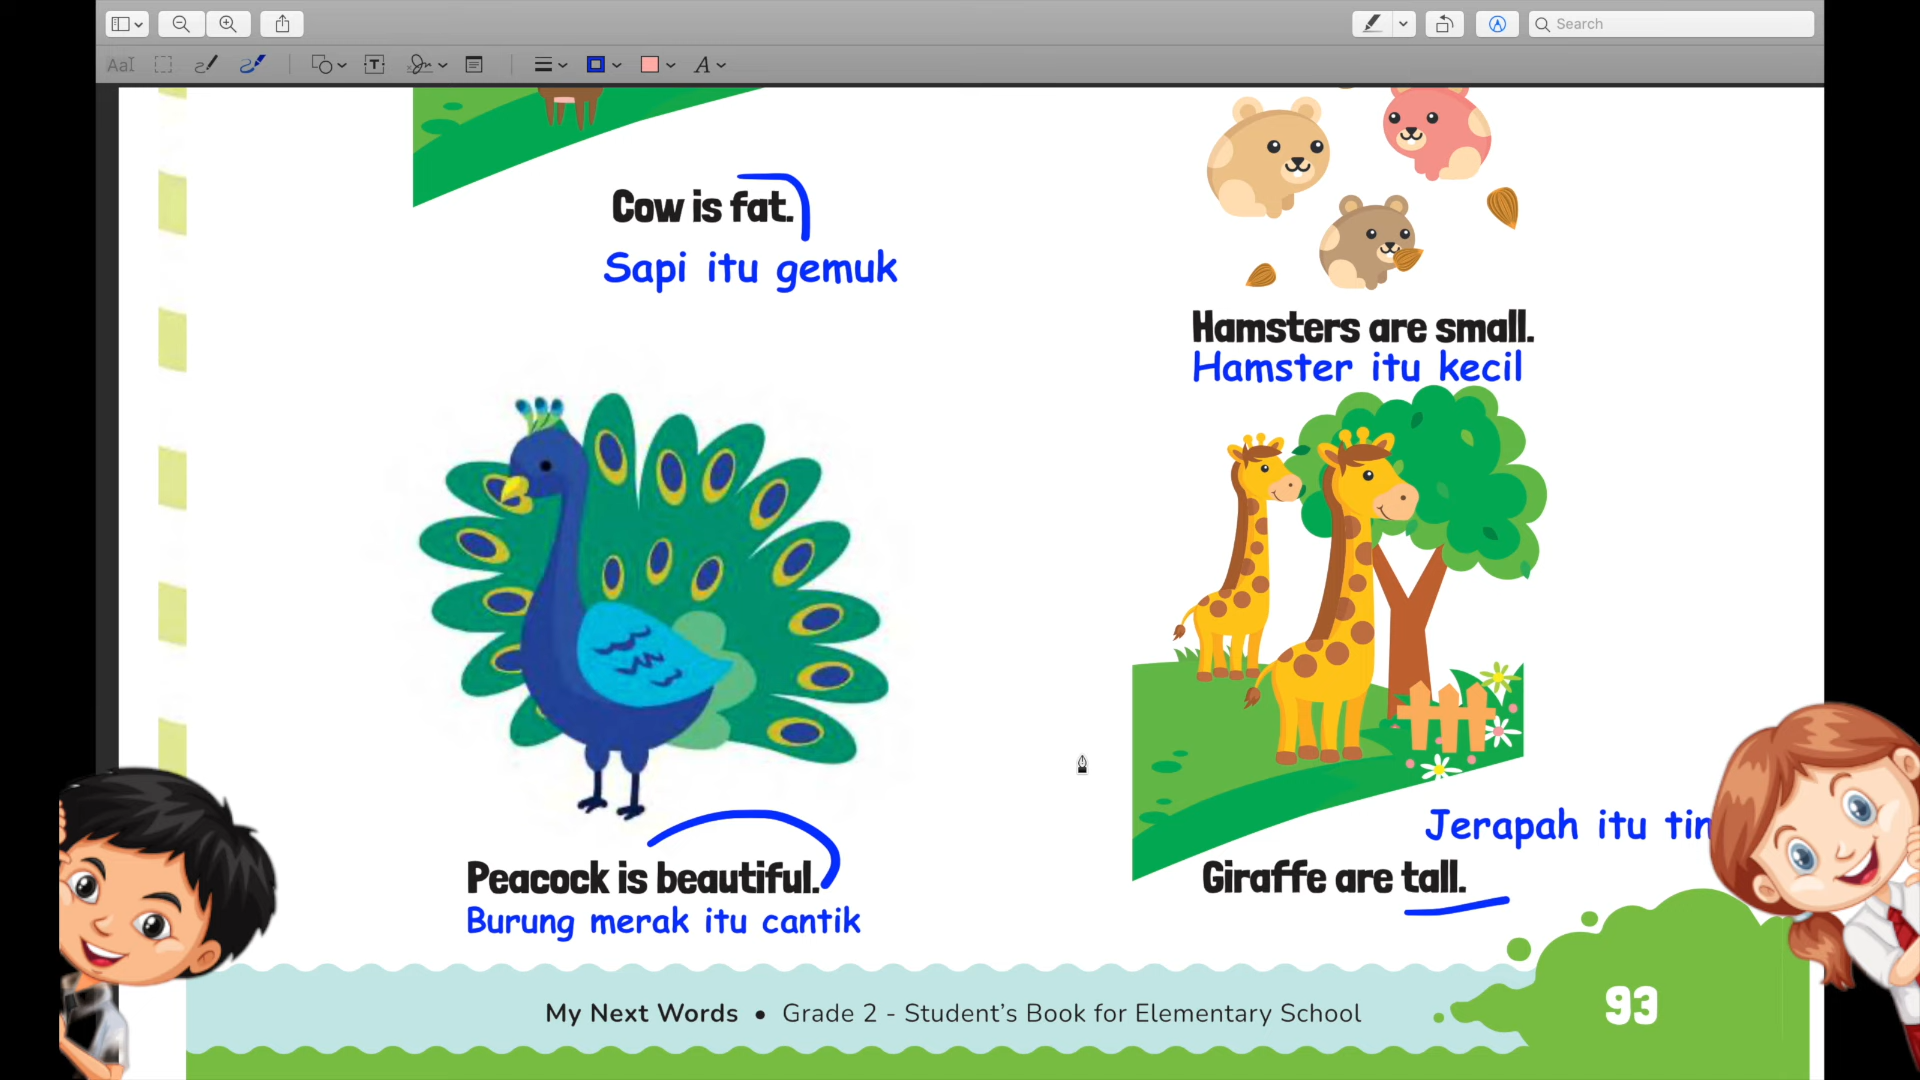 Search
Cow is fat.
Sapi itu gemuk
Hamsters are small.
Hamster itu kecil
Peacock is beautiful.
Burung merak itu cantik
Jerapah itu
Giraffe are tall.
My Next Words • Grade 2 - Student's Book for Elementary School
93